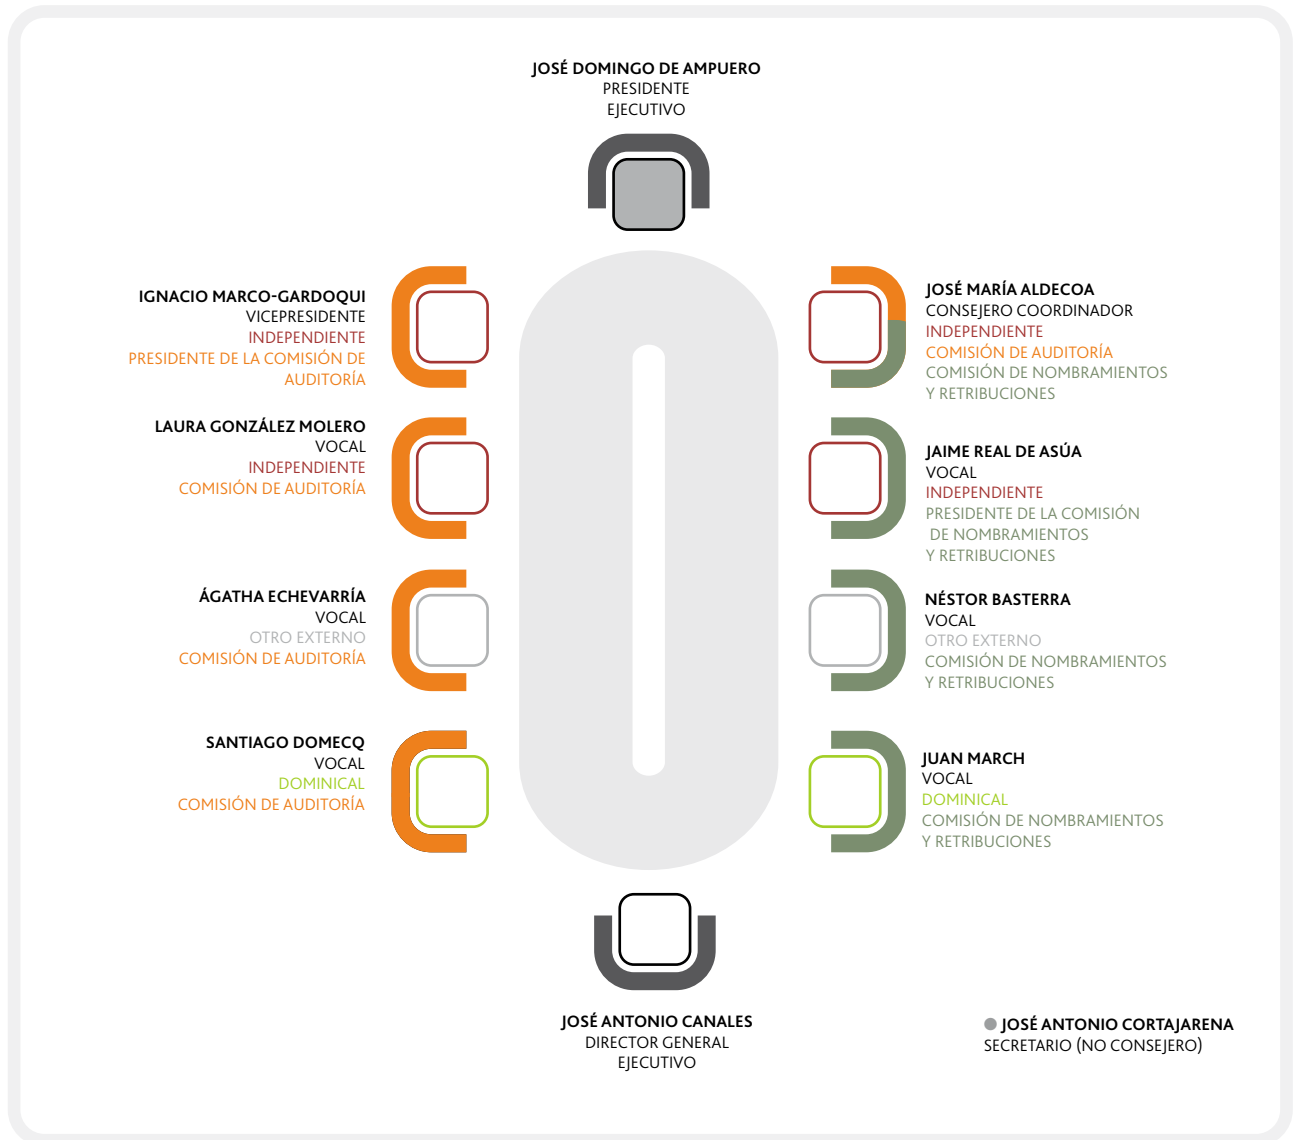 JOSÉ DOMINGO DE AMPUERO
PRESIDENTE
EJECUTIVO
IGNACIO MARCO-GARDOQUI
VICEPRESIDENTE
INDEPENDIENTE
PRESIDENTE DE LA COMISIÓN DE
AUDITORÍA
LAURA GONZÁLEZ MOLERO
VOCAL
INDEPENDIENTE
COMISIÓN DE AUDITORÍA
ÁGATHA ECHEVARRÍA
VOCAL
OTRO EXTERNO
COMISIÓN DE AUDITORÍA
SANTIAGO DOMECQ
VOCAL
DOMINICAL
COMISIÓN DE AUDITORÍA
JOSÉ MARÍA ALDECOA
CONSEJERO COORDINADOR
INDEPENDIENTE
COMISIÓN DE AUDITORÍA
COMISIÓN DE NOMBRAMIENTOS
Y RETRIBUCIONES
JAIME REAL DE ASÚA
VOCAL
INDEPENDIENTE
PRESIDENTE DE LA COMISIÓN
DE NOMBRAMIENTOS
Y RETRIBUCIONES
NÉSTOR BASTERRA
VOCAL
OTRO EXTERNO
COMISIÓN DE NOMBRAMIENTOS
Y RETRIBUCIONES
JUAN MARCH
VOCAL
DOMINICAL
COMISIÓN DE NOMBRAMIENTOS
Y RETRIBUCIONES
JOSÉ ANTONIO CANALES
DIRECTOR GENERAL
EJECUTIVO
JOSÉ ANTONIO CORTAJARENA
SECRETARIO (NO CONSEJERO)